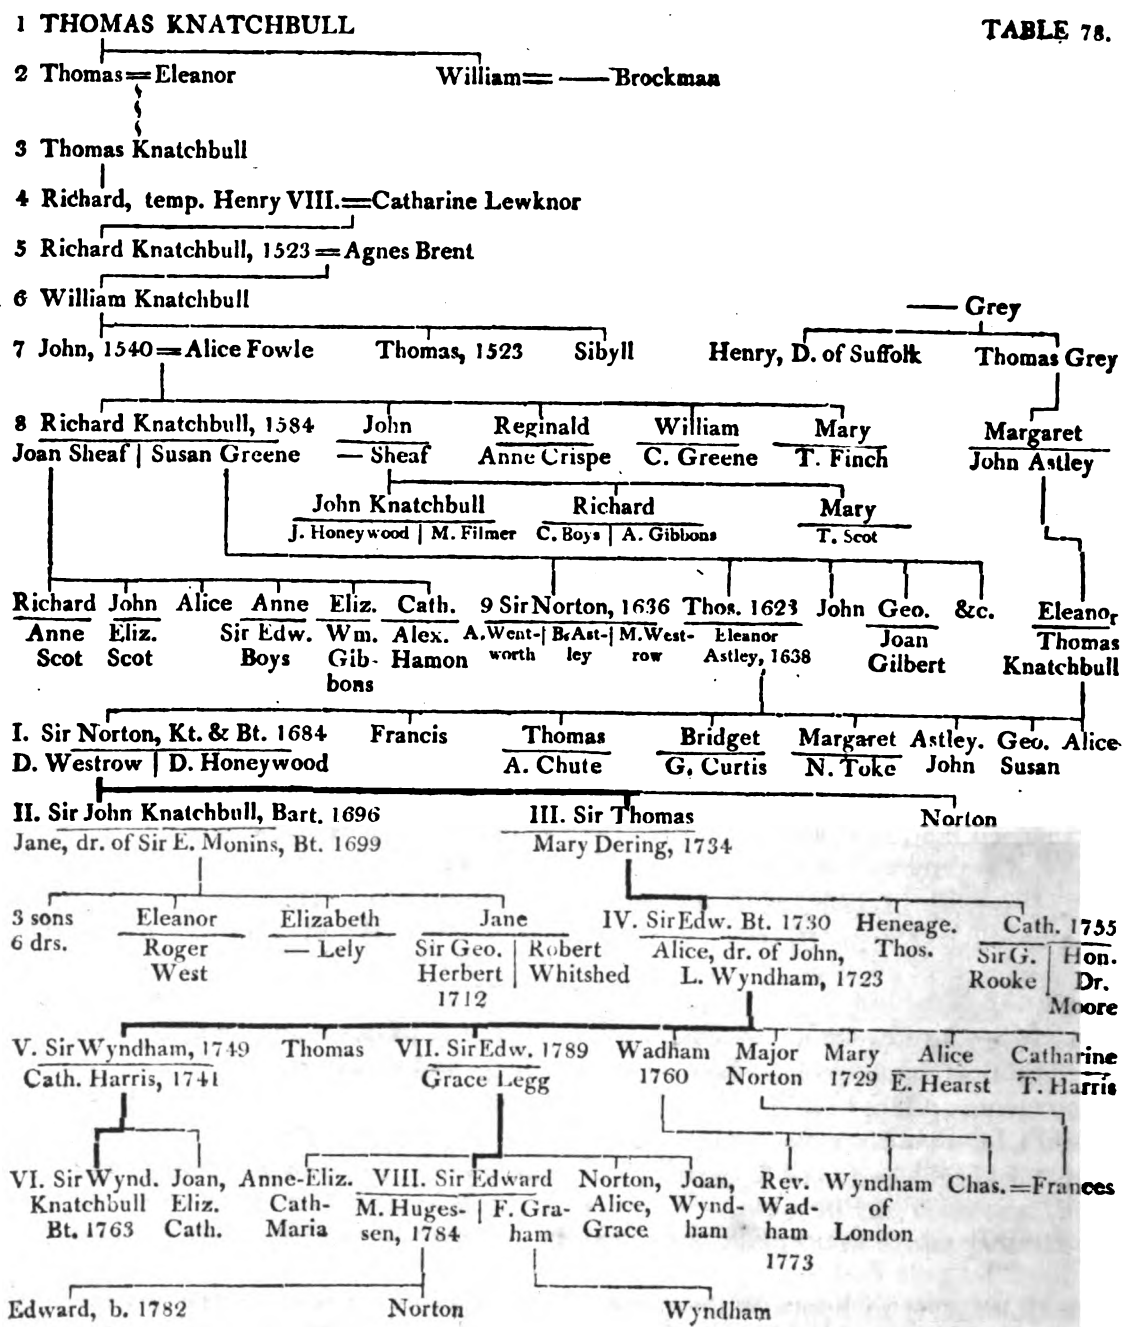 1 THOMAS KNATCHBULL TABLE 78.
2 Thomas=Eleanor William= — Brockman
3 Thomas Knatchbull
4 Richard, temp. Henry VIII.=Catharine Lewknor
5 Richard Knatchbull, 1523=Agnes Brent
6 William Knatchbull — Grey
7 John, 1540=Alice Fowle Thomas, 1523 Sibyll Henry, D. of Suffolk Thomas Grey
8 Richard Knatchbull, 1584 John Reginald William Mary Margaret
Joan Sheaf | Susan Greene — Sheaf Anne Crispe C. Greene T. Finch John Astley
John Knatchbull Richard Mary
J. Honeywood | M. Filmer C. Boys | A. Gibbons T. Scot
Richard John Alice Anne Eliz. Cath. 9 Sir Norton, 1636 Thos. 1623 John Geo. &c. Eleanor
Anne Eliz. Sir Edw. Wm. Alex. A. Went- | B. Ast- | M. West- Eleanor Joan Thomas
Scot Scot Boys Gib- Hamon worth ley row Astley, 1638 Gilbert Knatchbull
bons
I. Sir Norton, Kt. & Bt. 1684 Francis Thomas Bridget Margaret Astley. Geo. Alice
D. Westrow | D. Honeywood A. Chute G. Curtis N. Toke John Susan
II. Sir John Knatchbull, Bart. 1696 III. Sir Thomas Norton
Jane, dr. of Sir E. Monins, Bt. 1699 Mary Dering, 1734
3 sons Eleanor Elizabeth Jane IV. Sir Edw. Bt. 1730 Heneage. Cath. 1755
6 drs. Roger — Lely Sir Geo. | Robert Alice, dr. of John, Thos. Sir G. | Hon.
West Herbert | Whitshed L. Wyndham, 1723 Rooke | Dr.
1712 Moore
V. Sir Wyndham, 1749 Thomas VII. Sir Edw. 1789 Wadham Major Mary Alice Catharine
Cath. Harris, 1741 Grace Legg 1760 Norton 1729 E. Hearst T. Harris
VI. Sir Wynd. Joan, Anne-Eliz. VIII. Sir Edward Norton, Joan, Rev. Wyndham Chas.=Frances
Knatchbull Eliz. Cath- M. Huges- | F. Gra- Alice, Wynd- Wad- of
Bt. 1763 Cath. Maria sen, 1784 ham Grace ham ham London
1773
Edward, b. 1782 Norton Wyndham